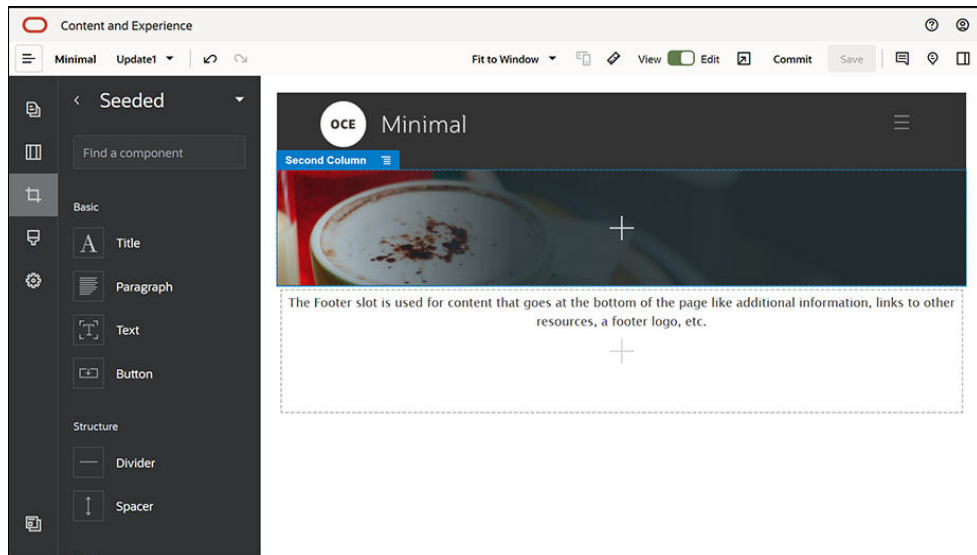 Content and Experience
Minimal Update1 Fit to Window View Edit Commit Save
Seeded
Find a component
Basic
Title
Paragraph
Text
Button
Structure
Divider
Spacer
OCE Minimal
Second Column
The Footer slot is used for content that goes at the bottom of the page like additional information, links to other
resources, a footer logo, etc.